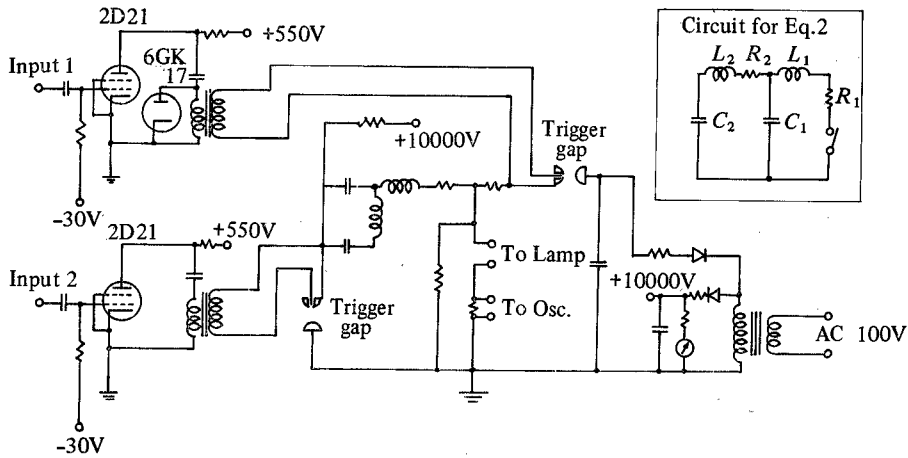 2D21
+550V
6GK
17
Input 1
-30V
Circuit for Eq.2
L₂ R₂ L₁
R₁
C₂ C₁
+10000V
Trigger
gap
2D21
+550V
Input 2
-30V
Trigger
gap
To Lamp
To Osc.
+10000V
AC 100V